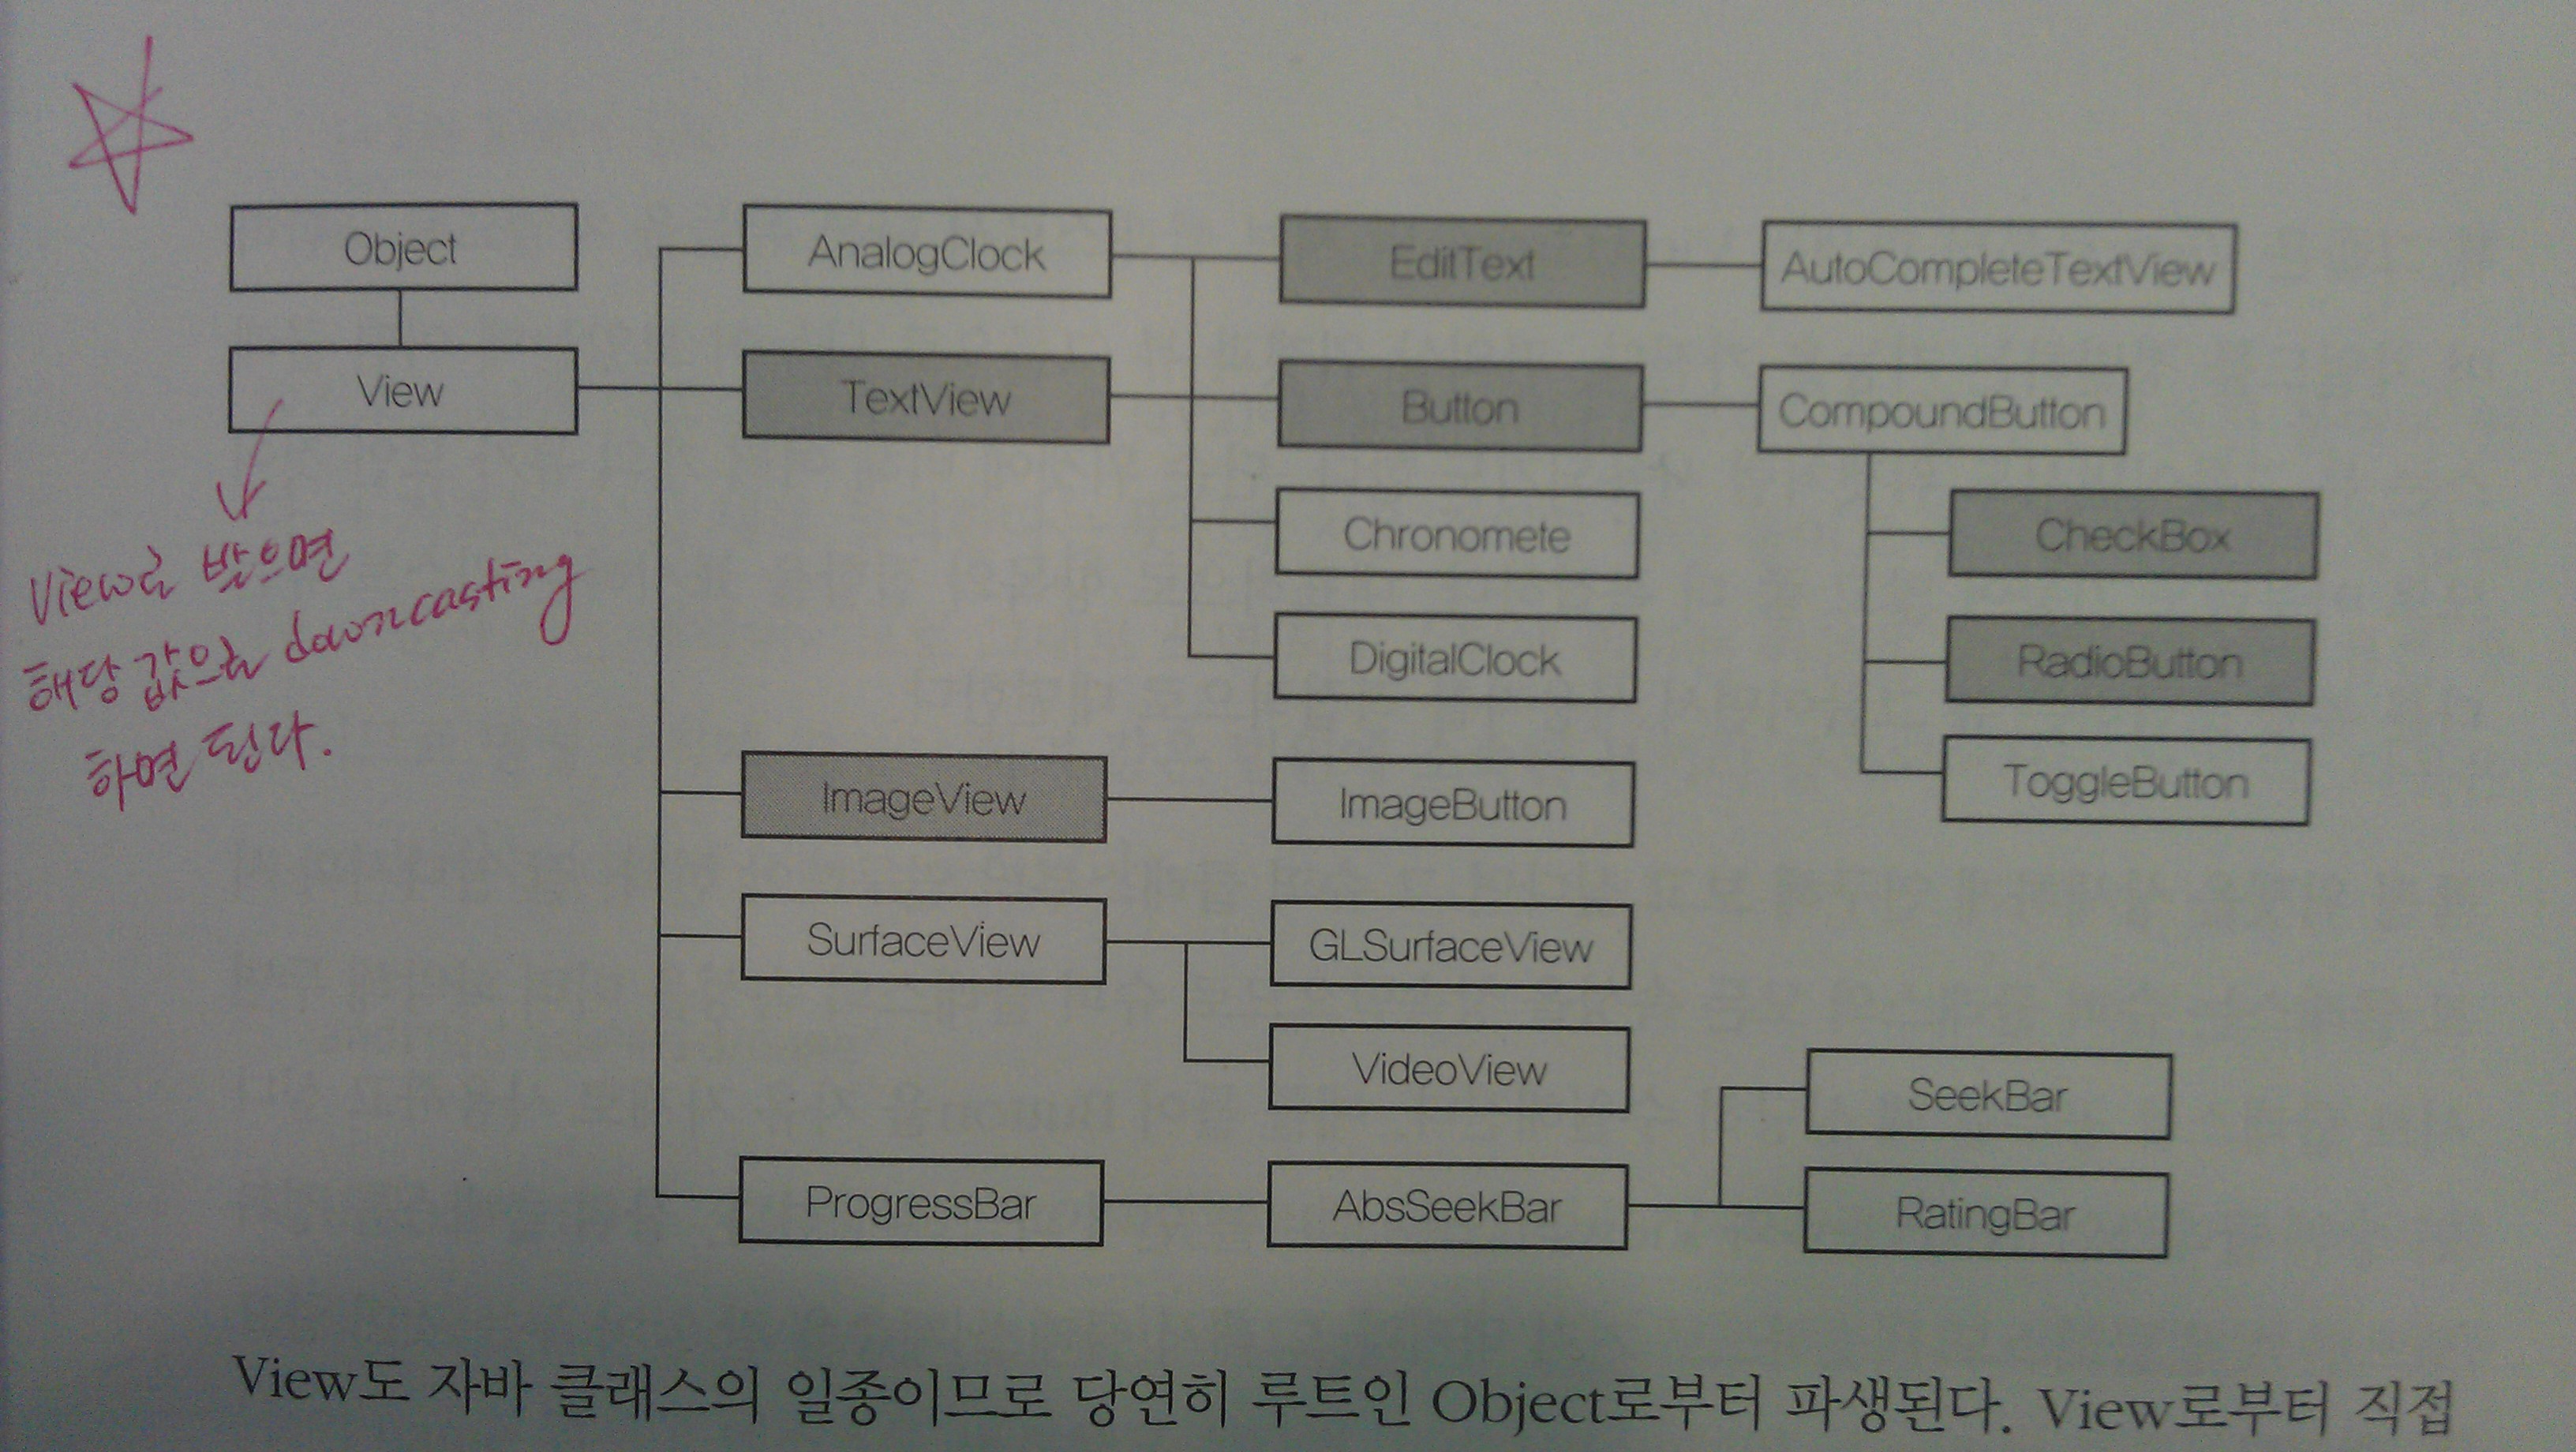 Object
AnalogClock
EditText
AutoCompleteTextView
View
TextView
Button
CompoundButton
Chronomete
CheckBox
DigitalClock
RadioButton
ImageView
ImageButton
ToggleButton
SurfaceView
GLSurfaceView
VideoView
SeekBar
ProgressBar
AbsSeekBar
RatingBar
View로 받으면
해당 값으로 downcasting
하면 된다.
View도 자바 클래스의 일종이므로 당연히 루트인 Object로부터 파생된다. View로부터 직접